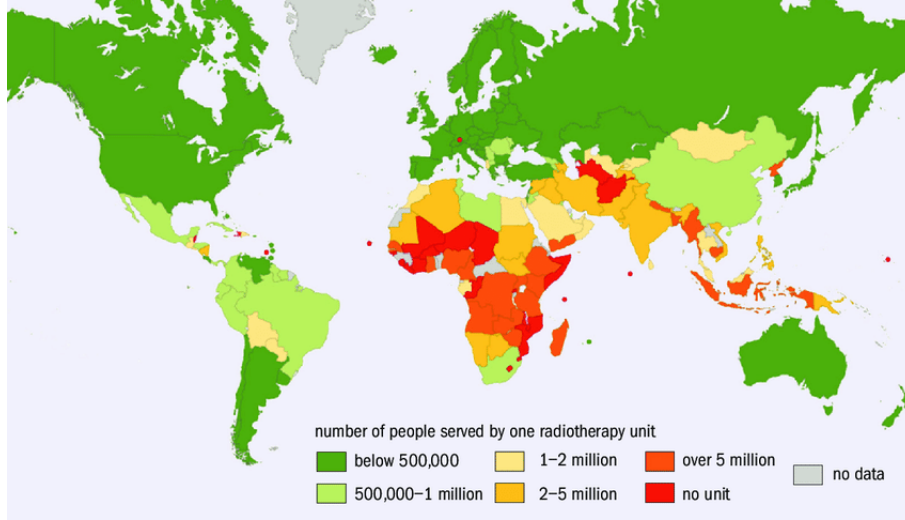 number of people served by one radiotherapy unit
below 500,000
1–2 million
over 5 million
no data
500,000–1 million
2–5 million
no unit